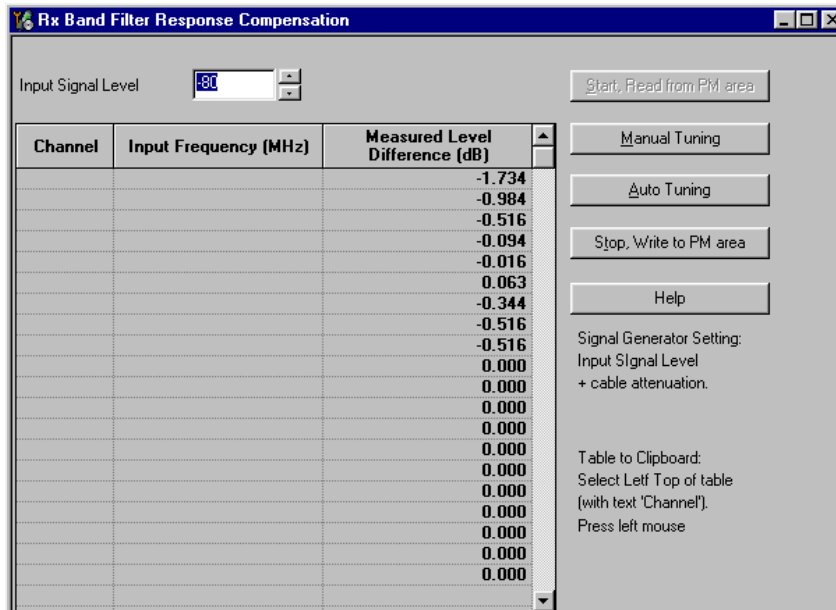 Rx Band Filter Response Compensation
Input Signal Level
-80
Channel
Input Frequency (MHz)
Measured Level
Difference (dB)
-1.734
-0.984
-0.516
-0.094
-0.016
0.063
-0.344
-0.516
-0.516
0.000
0.000
0.000
0.000
0.000
0.000
0.000
0.000
0.000
0.000
0.000
Start, Read from PM area
Manual Tuning
Auto Tuning
Stop, Write to PM area
Help
Signal Generator Setting:
Input SIgnal Level
+ cable attenuation.
Table to Clipboard:
Select Letf Top of table
(with text 'Channel').
Press left mouse